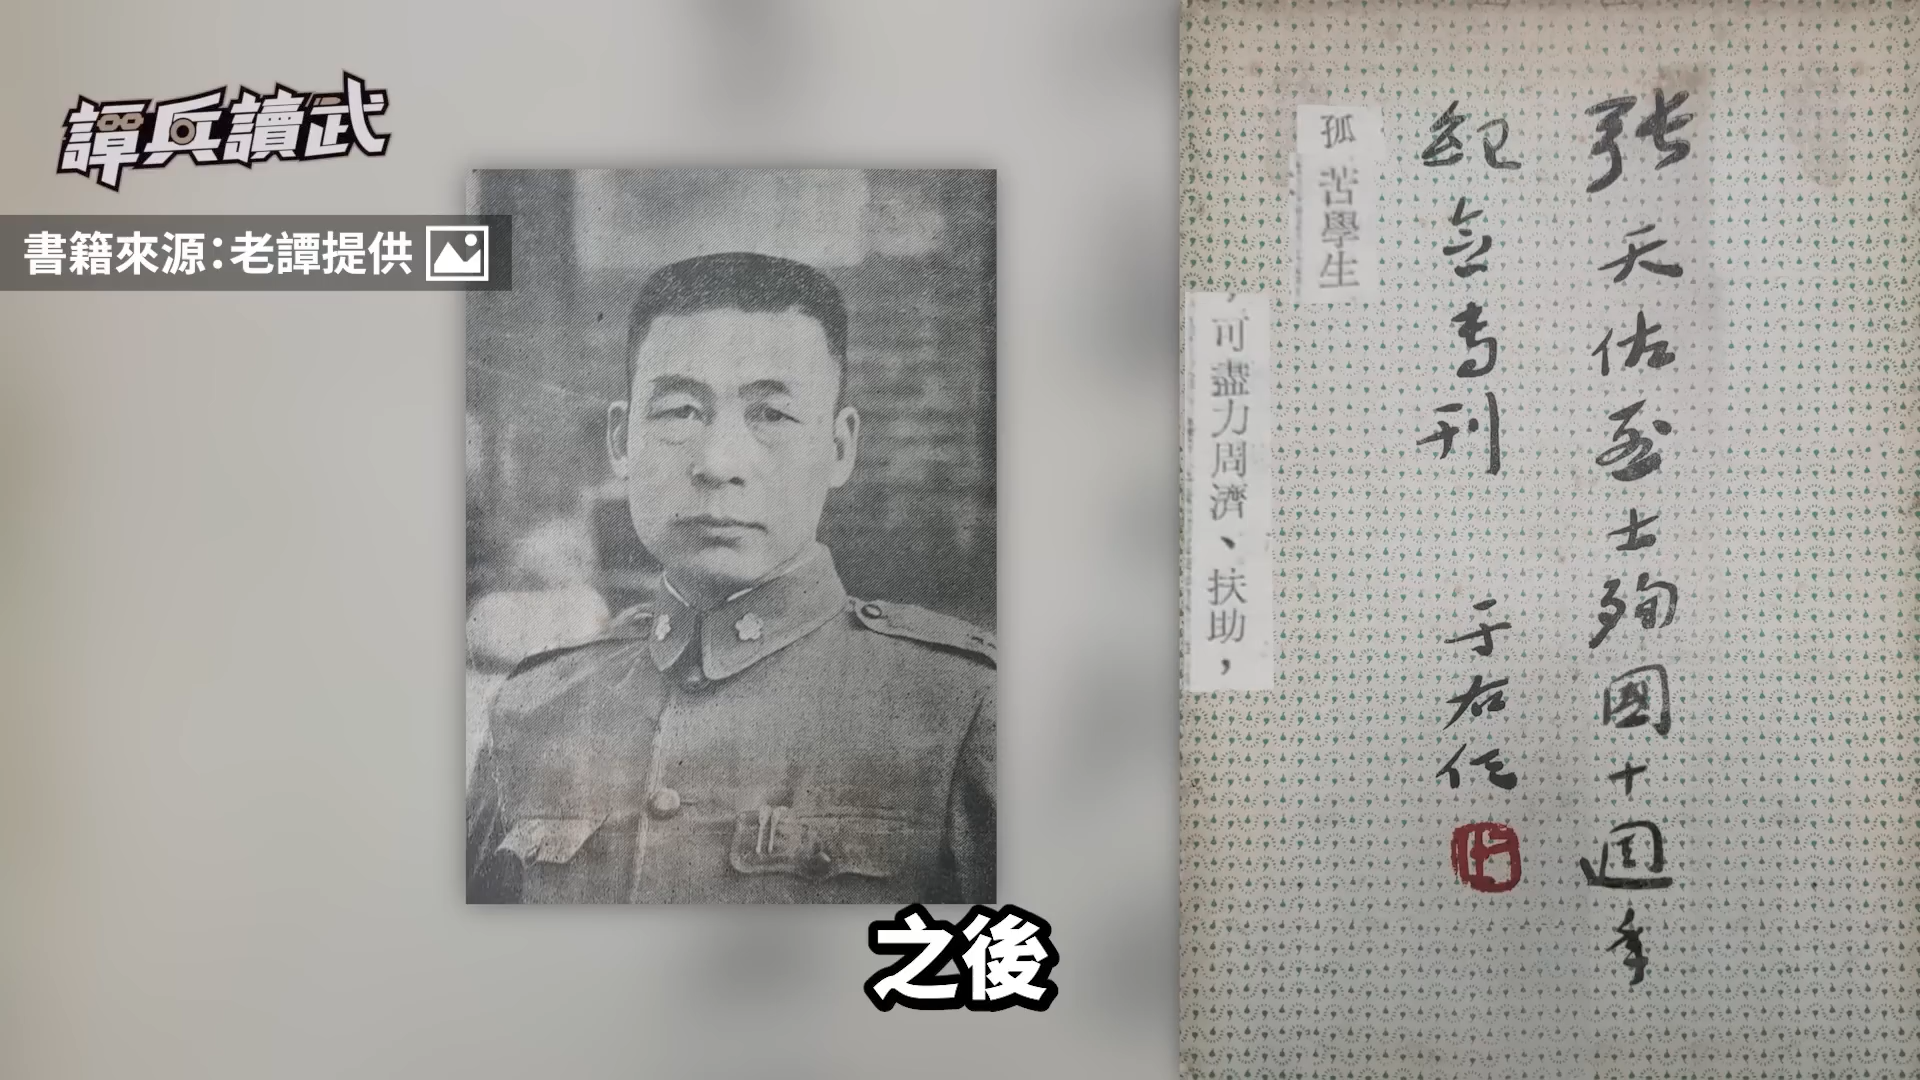 譚兵讀武
書籍來源：老譚提供
張天佑烈士殉國十週年
紀念專刊
于右任
孤苦學生
，可盡力周濟、扶助，
之後